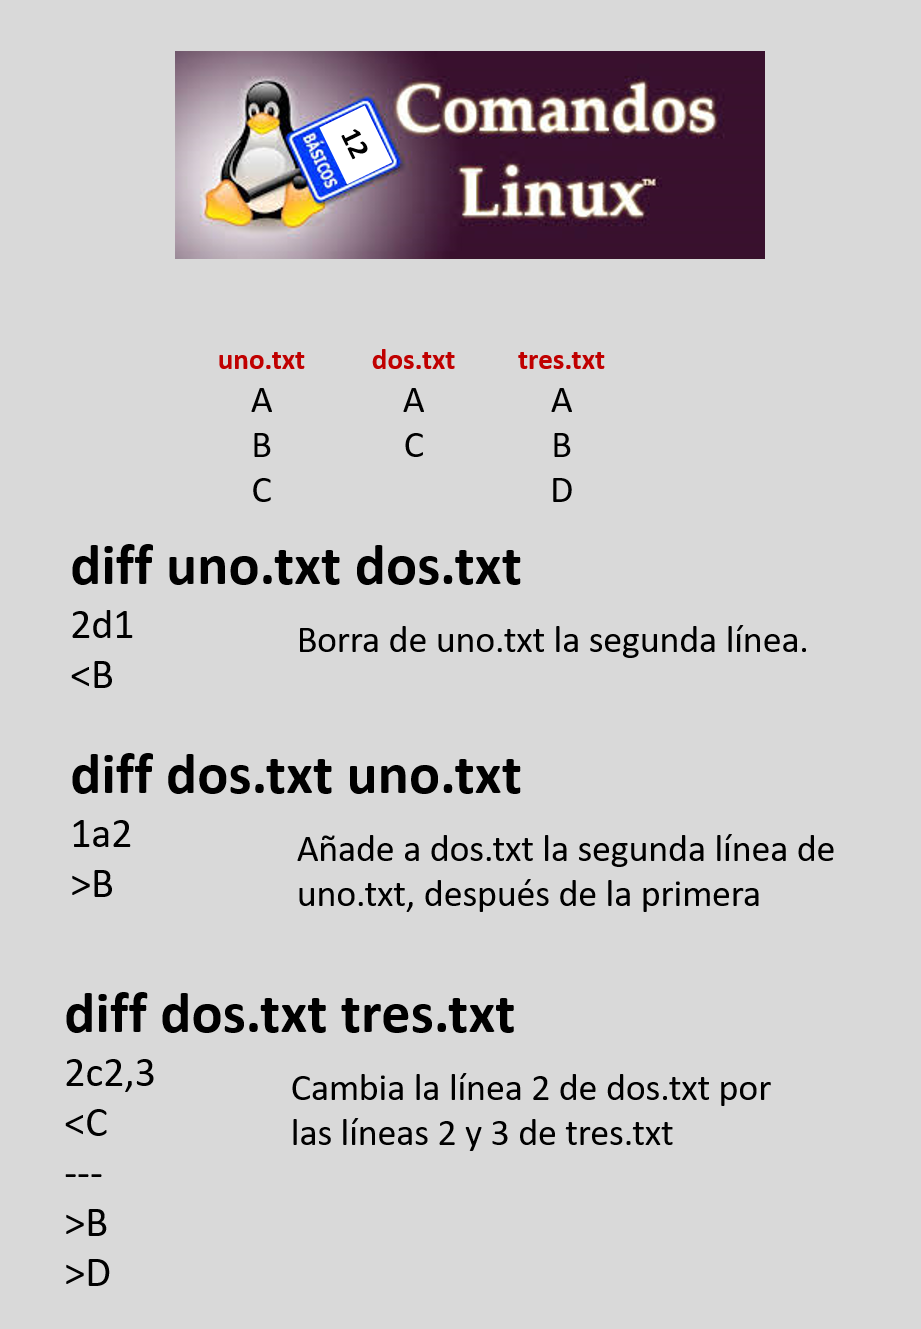 Comandos
Linux™
12
BÁSICOS
uno.txt dos.txt tres.txt
A A A
B C B
C D
diff uno.txt dos.txt
2d1
<B
Borra de uno.txt la segunda línea.
diff dos.txt uno.txt
1a2
>B
Añade a dos.txt la segunda línea de
uno.txt, después de la primera
diff dos.txt tres.txt
2c2,3
<C
---
>B
>D
Cambia la línea 2 de dos.txt por
las líneas 2 y 3 de tres.txt